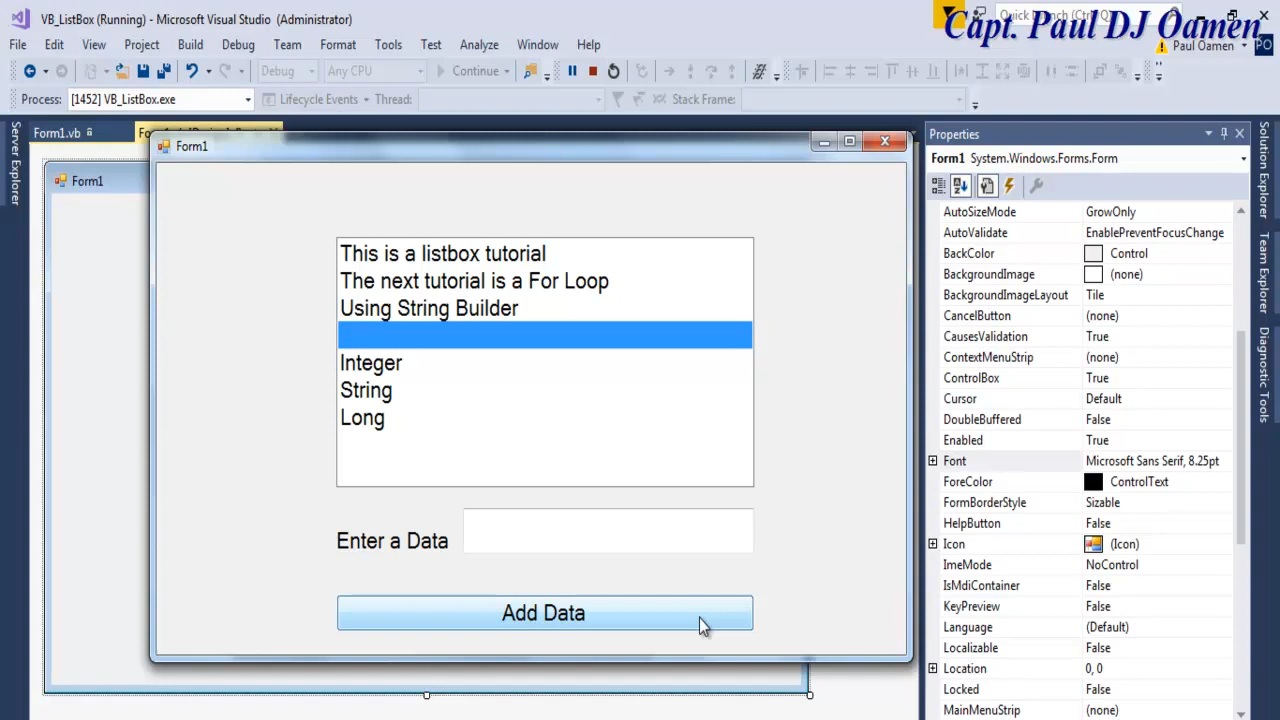 VB_ListBox (Running) - Microsoft Visual Studio (Administrator)
Capt. Paul DJ Oamen
File Edit View Project Build Debug Team Format Tools Test Analyze Window Help
Paul Oamen PO
Debug Any CPU Continue
Process: [1452] VB_ListBox.exe Lifecycle Events Thread: Stack Frame:
Form1.vb
Form1
Form1
This is a listbox tutorial
The next tutorial is a For Loop
Using String Builder
Integer
String
Long
Enter a Data
Add Data
Server Explorer
Properties
Form1 System.Windows.Forms.Form
AutoSizeMode GrowOnly
AutoValidate EnablePreventFocusChange
BackColor Control
BackgroundImage (none)
BackgroundImageLayout Tile
CancelButton (none)
CausesValidation True
ContextMenuStrip (none)
ControlBox True
Cursor Default
DoubleBuffered False
Enabled True
Font Microsoft Sans Serif, 8.25pt
ForeColor ControlText
FormBorderStyle Sizable
HelpButton False
Icon (Icon)
ImeMode NoControl
IsMdiContainer False
KeyPreview False
Language (Default)
Localizable False
Location 0, 0
Locked False
MainMenuStrip (none)
Solution Explorer
Team Explorer
Diagnostic Tools